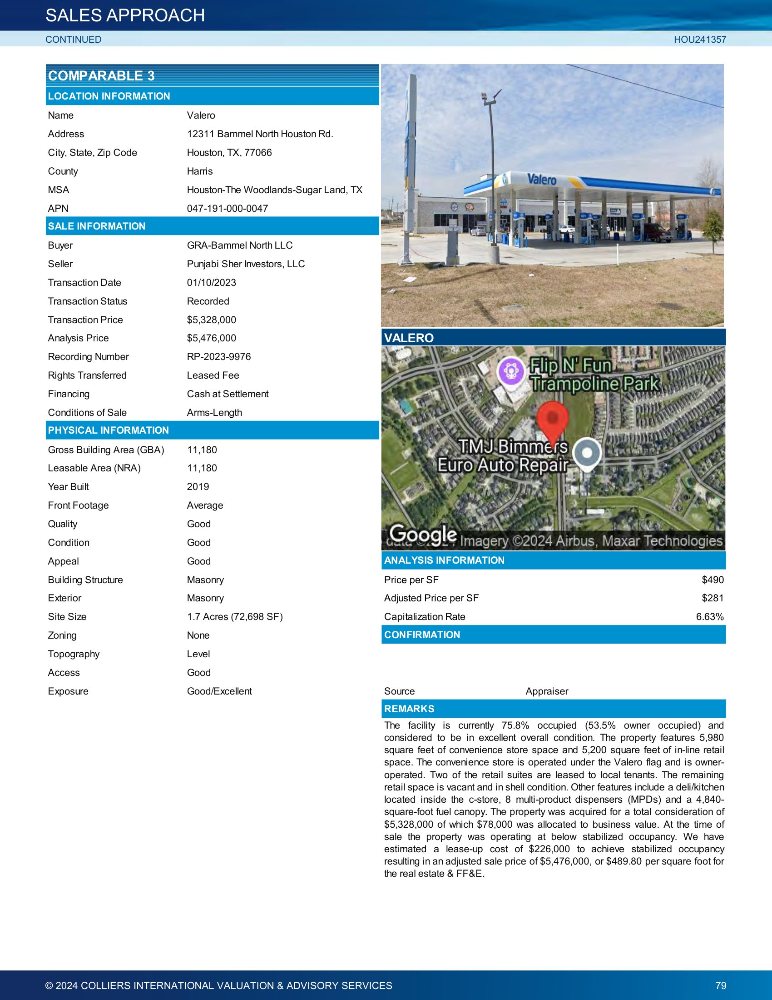 SALES APPROACH
CONTINUED HOU241357
COMPARABLE 3
LOCATION INFORMATION
Name Valero
Address 12311 Bammel North Houston Rd.
City, State, Zip Code Houston, TX, 77066
County Harris
MSA Houston-The Woodlands-Sugar Land, TX
APN 047-191-000-0047
SALE INFORMATION
Buyer GRA-Bammel North LLC
Seller Punjabi Sher Investors, LLC
Transaction Date 01/10/2023
Transaction Status Recorded
Transaction Price $5,328,000
Analysis Price $5,476,000
Recording Number RP-2023-9976
Rights Transferred Leased Fee
Financing Cash at Settlement
Conditions of Sale Arms-Length
PHYSICAL INFORMATION
Gross Building Area (GBA) 11,180
Leasable Area (NRA) 11,180
Year Built 2019
Front Footage Average
Quality Good
Condition Good
Appeal Good
Building Structure Masonry
Exterior Masonry
Site Size 1.7 Acres (72,698 SF)
Zoning None
Topography Level
Access Good
Exposure Good/Excellent
Valero
VALERO
Flip N' Fun
Trampoline Park
TMJ Bimmers
Euro Auto Repair
Google Imagery ©2024 Airbus, Maxar Technologies
ANALYSIS INFORMATION
Price per SF $490
Adjusted Price per SF $281
Capitalization Rate 6.63%
CONFIRMATION
Source Appraiser
REMARKS
The facility is currently 75.8% occupied (53.5% owner occupied) and
considered to be in excellent overall condition. The property features 5,980
square feet of convenience store space and 5,200 square feet of in-line retail
space. The convenience store is operated under the Valero flag and is owner-
operated. Two of the retail suites are leased to local tenants. The remaining
retail space is vacant and in shell condition. Other features include a deli/kitchen
located inside the c-store, 8 multi-product dispensers (MPDs) and a 4,840-
square-foot fuel canopy. The property was acquired for a total consideration of
$5,328,000 of which $78,000 was allocated to business value. At the time of
sale the property was operating at below stabilized occupancy. We have
estimated a lease-up cost of $226,000 to achieve stabilized occupancy
resulting in an adjusted sale price of $5,476,000, or $489.80 per square foot for
the real estate & FF&E.
© 2024 COLLIERS INTERNATIONAL VALUATION & ADVISORY SERVICES 79